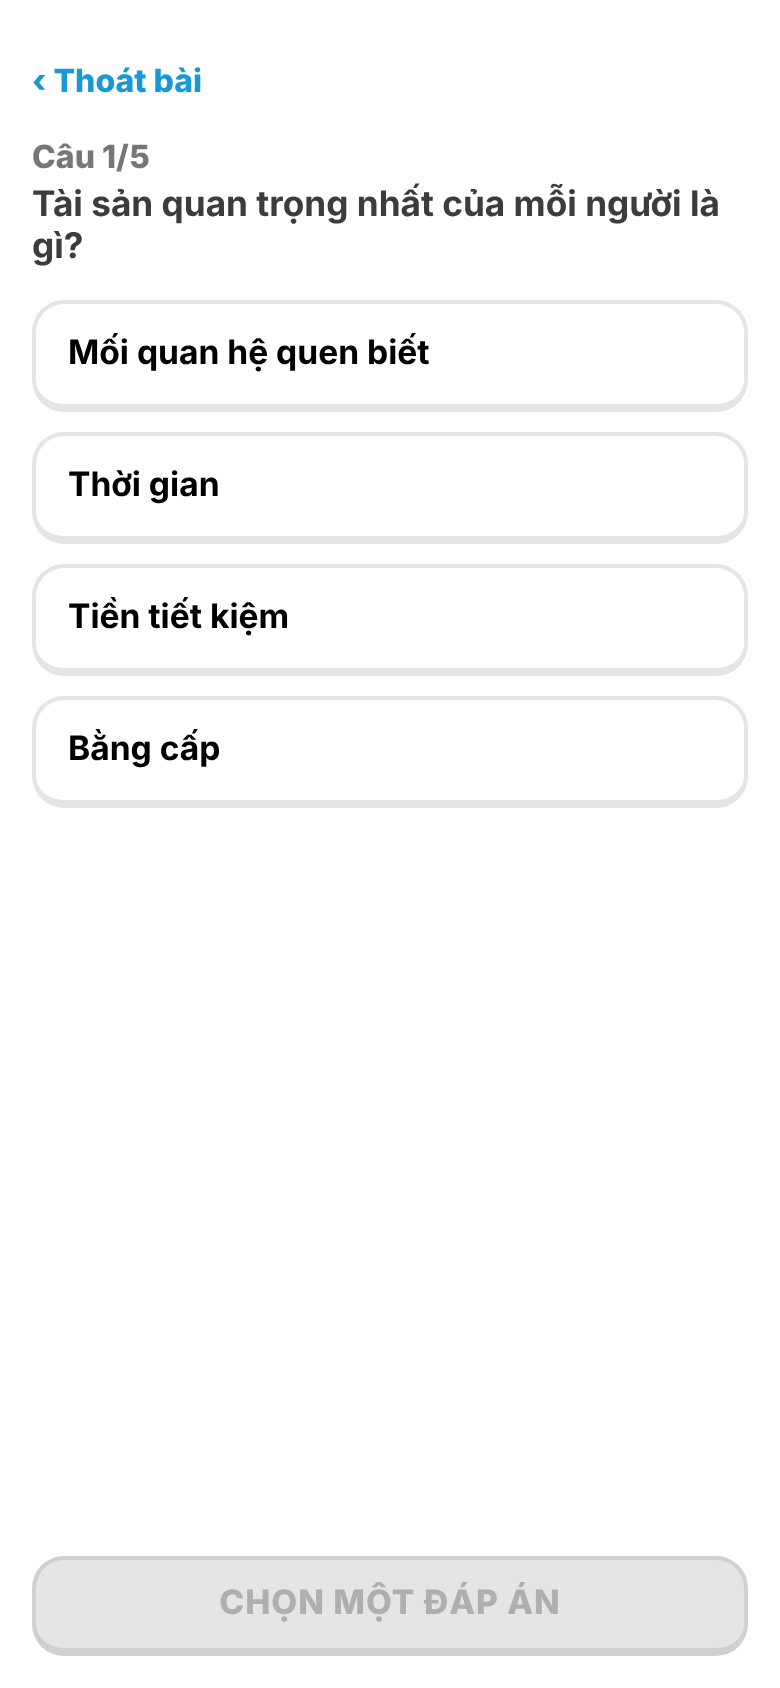 ‹ Thoát bài
Câu 1/5
Tài sản quan trọng nhất của mỗi người là
gì?
Mối quan hệ quen biết
Thời gian
Tiền tiết kiệm
Bằng cấp
CHỌN MỘT ĐÁP ÁN